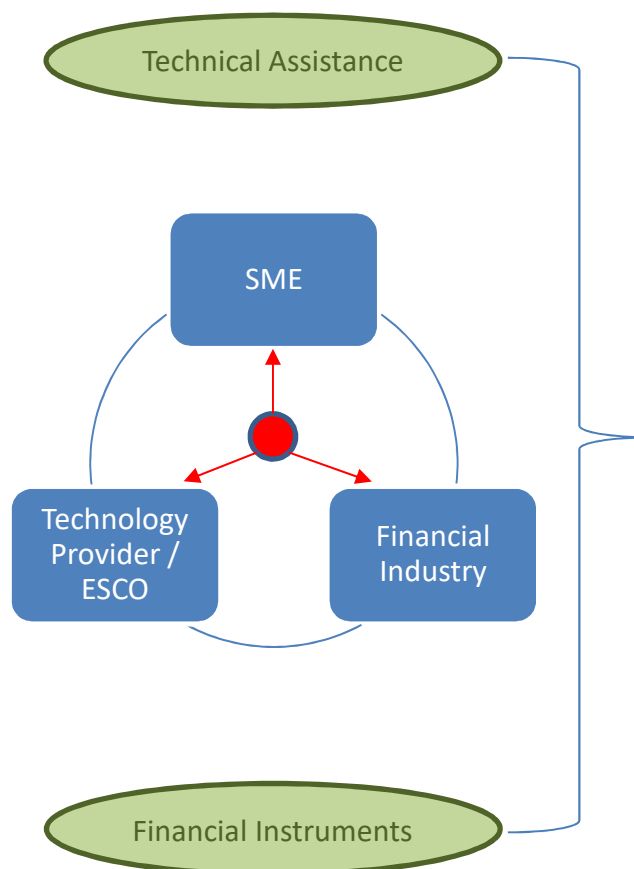 Technical Assistance
SME
Technology
Provider /
ESCO
Financial
Industry
Financial Instruments